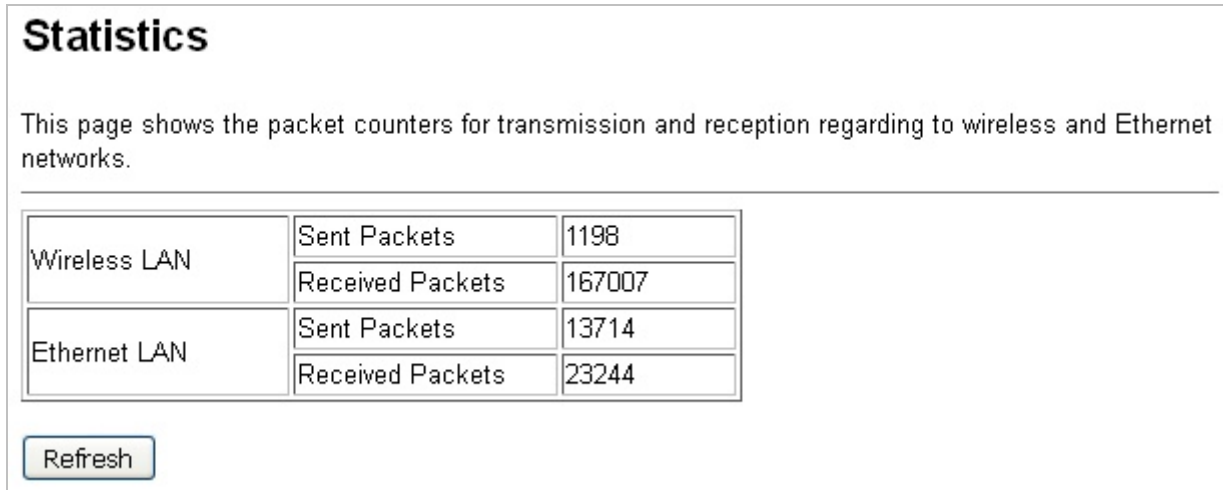 Statistics
This page shows the packet counters for transmission and reception regarding to wireless and Ethernet
networks.
Wireless LAN
Sent Packets 1198
Received Packets 167007
Ethernet LAN
Sent Packets 13714
Received Packets 23244
Refresh